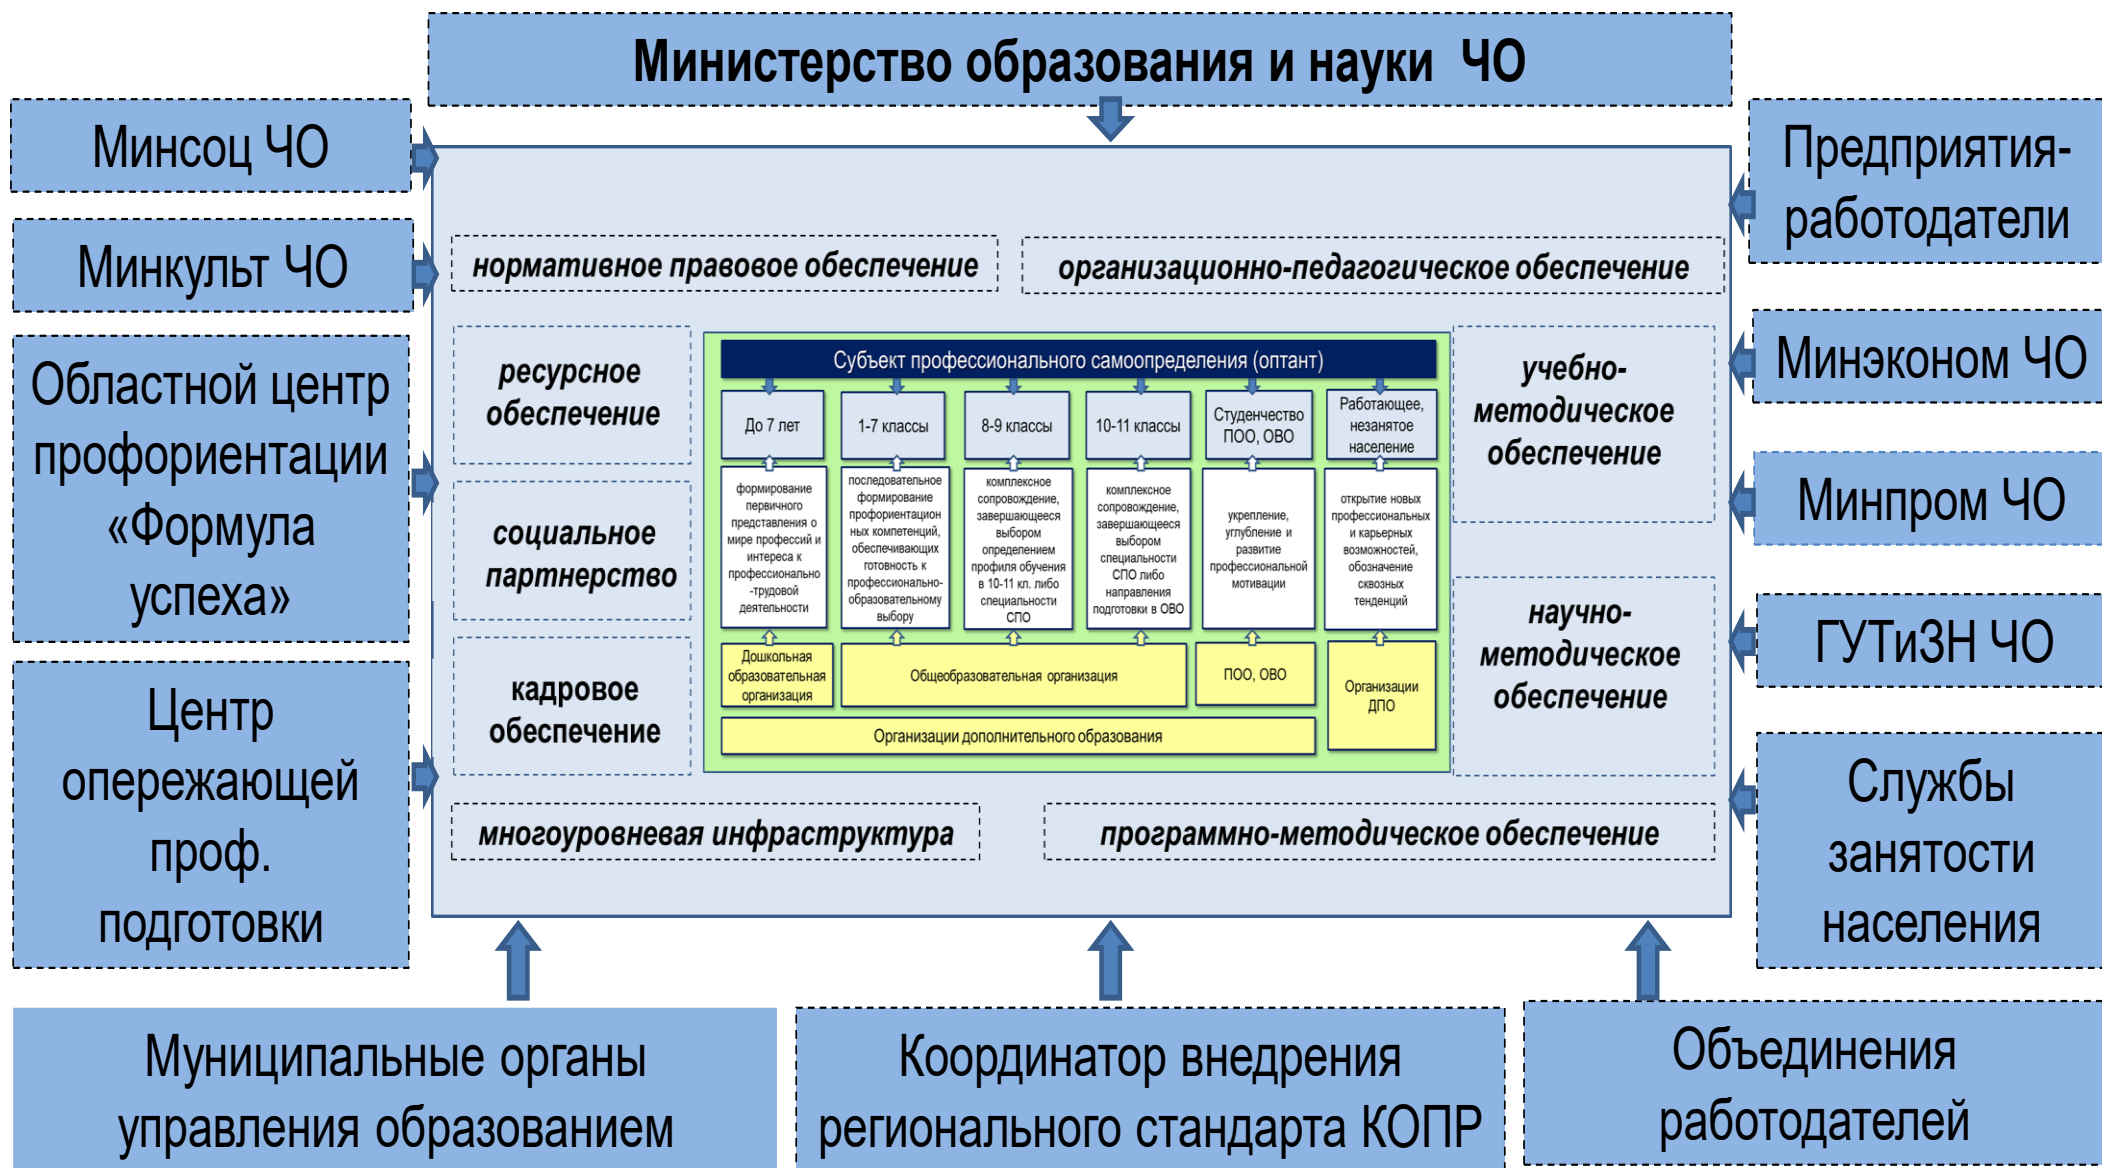 Министерство образования и науки ЧО
Минсоц ЧО
Минкульт ЧО
Областной центр
профориентации
«Формула
успеха»
Центр
опережающей
проф.
подготовки
нормативное правовое обеспечение
организационно-педагогическое обеспечение
ресурсное
обеспечение
социальное
партнерство
кадровое
обеспечение
Субъект профессионального самоопределения (оптант)
До 7 лет
1-7 классы
8-9 классы
10-11 классы
Студенчество
ПОО, ОВО
Работающее,
незанятое
население
формирование
первичного
представления о
мире профессий и
интереса к
профессионально
-трудовой
деятельности
последовательное
формирование
профориентацион
ных компетенций,
обеспечивающих
готовность к
профессионально-
образовательному
выбору
комплексное
сопровождение,
завершающееся
выбором
определением
профиля обучения
в 10-11 кл. либо
специальности
СПО
комплексное
сопровождение,
завершающееся
выбором
специальности
СПО либо
направления
подготовки в ОВО
укрепление,
углубление и
развитие
профессиональной
мотивации
открытие новых
профессиональных
и карьерных
возможностей,
обозначение
сквозных
тенденций
Дошкольная
образовательная
организация
Общеобразовательная организация
ПОО, ОВО
Организации
ДПО
Организации дополнительного образования
учебно-
методическое
обеспечение
научно-
методическое
обеспечение
многоуровневая инфраструктура
программно-методическое обеспечение
Предприятия-
работодатели
Минэконом ЧО
Минпром ЧО
ГУТиЗН ЧО
Службы
занятости
населения
Муниципальные органы
управления образованием
Координатор внедрения
регионального стандарта КОПР
Объединения
работодателей